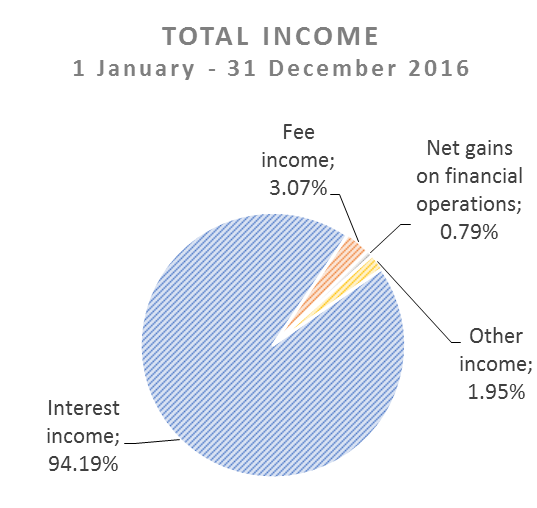 TOTAL INCOME
1 January - 31 December 2016
Fee
income;
3.07%
Net gains
on financial
operations;
0.79%
Other
income;
1.95%
Interest
income;
94.19%